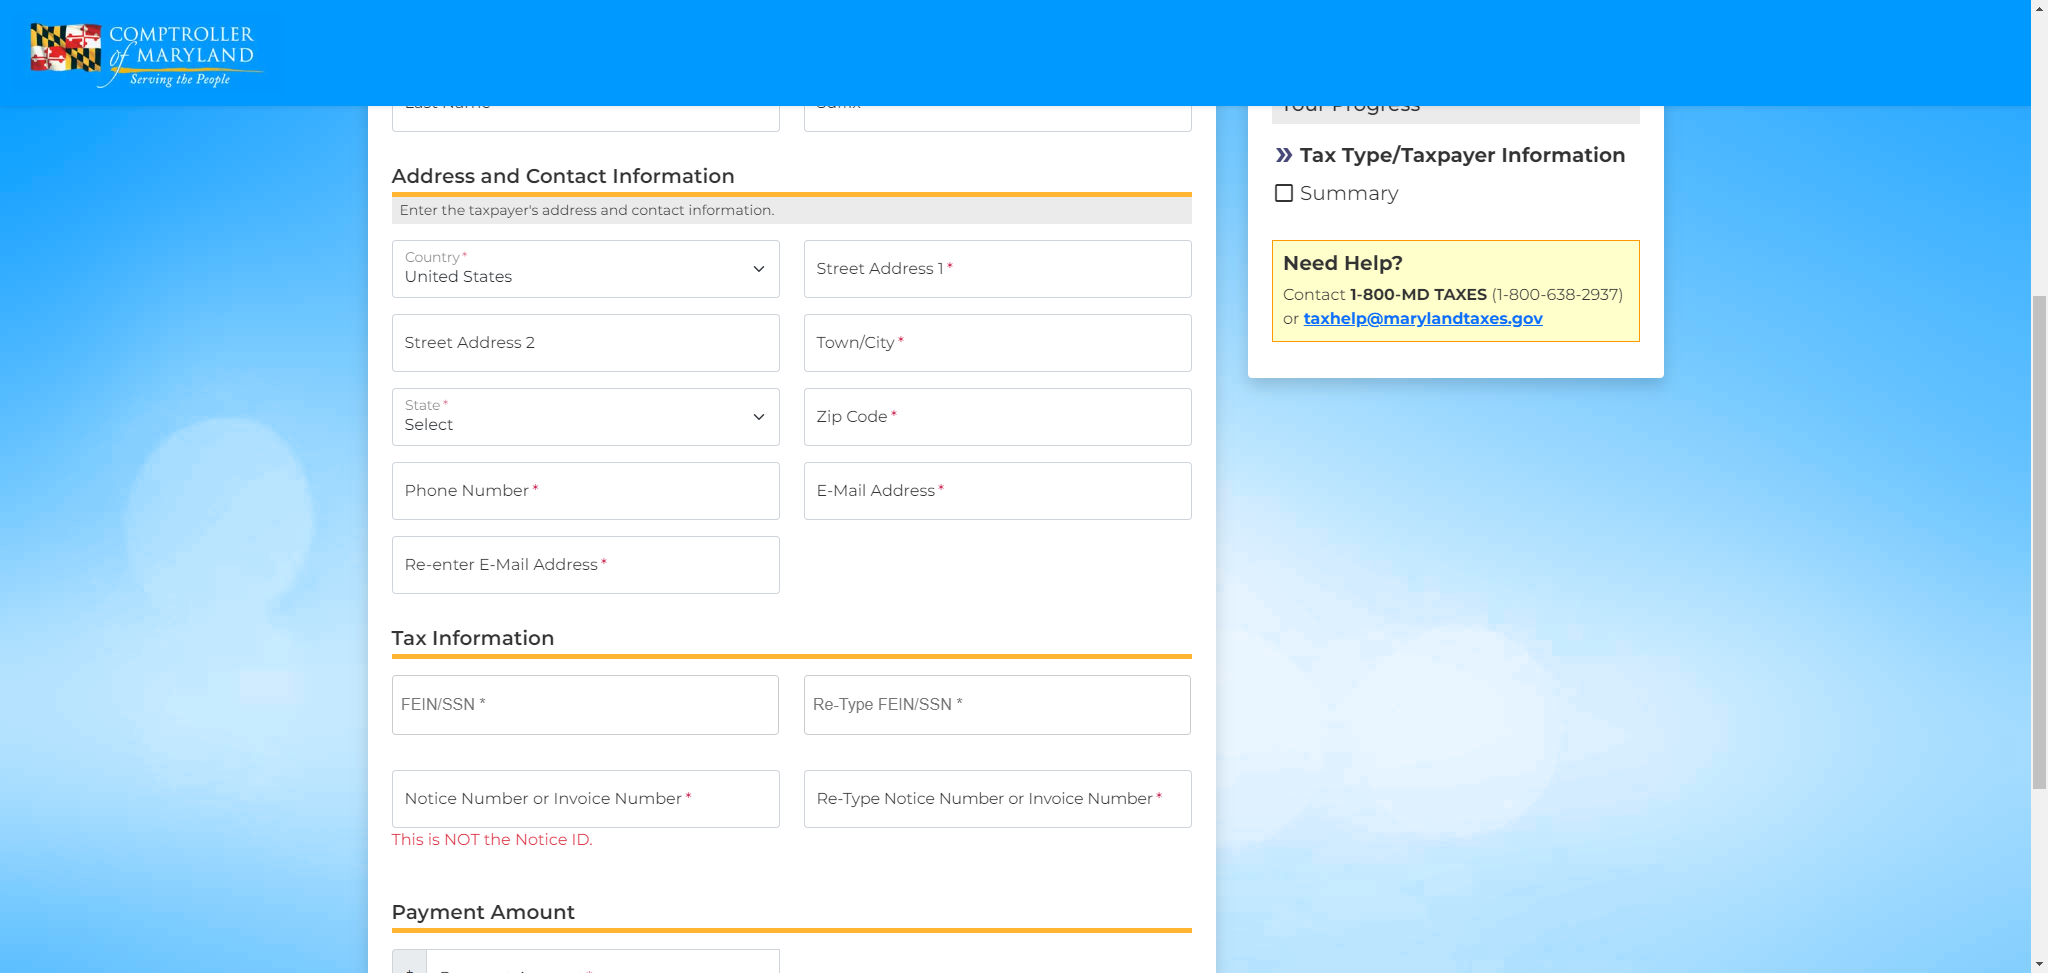 COMPTROLLER
of MARYLAND
Serving the People
Last Name
Suffix
Address and Contact Information
Enter the taxpayer's address and contact information.
Country *
United States
Street Address 1 *
Street Address 2
Town/City *
State *
Select
Zip Code *
Phone Number *
E-Mail Address *
Re-enter E-Mail Address *
Tax Information
FEIN/SSN *
Re-Type FEIN/SSN *
Notice Number or Invoice Number *
Re-Type Notice Number or Invoice Number *
This is NOT the Notice ID.
Payment Amount
Your Progress
Tax Type/Taxpayer Information
Summary
Need Help?
Contact 1-800-MD TAXES (1-800-638-2937)
or taxhelp@marylandtaxes.gov